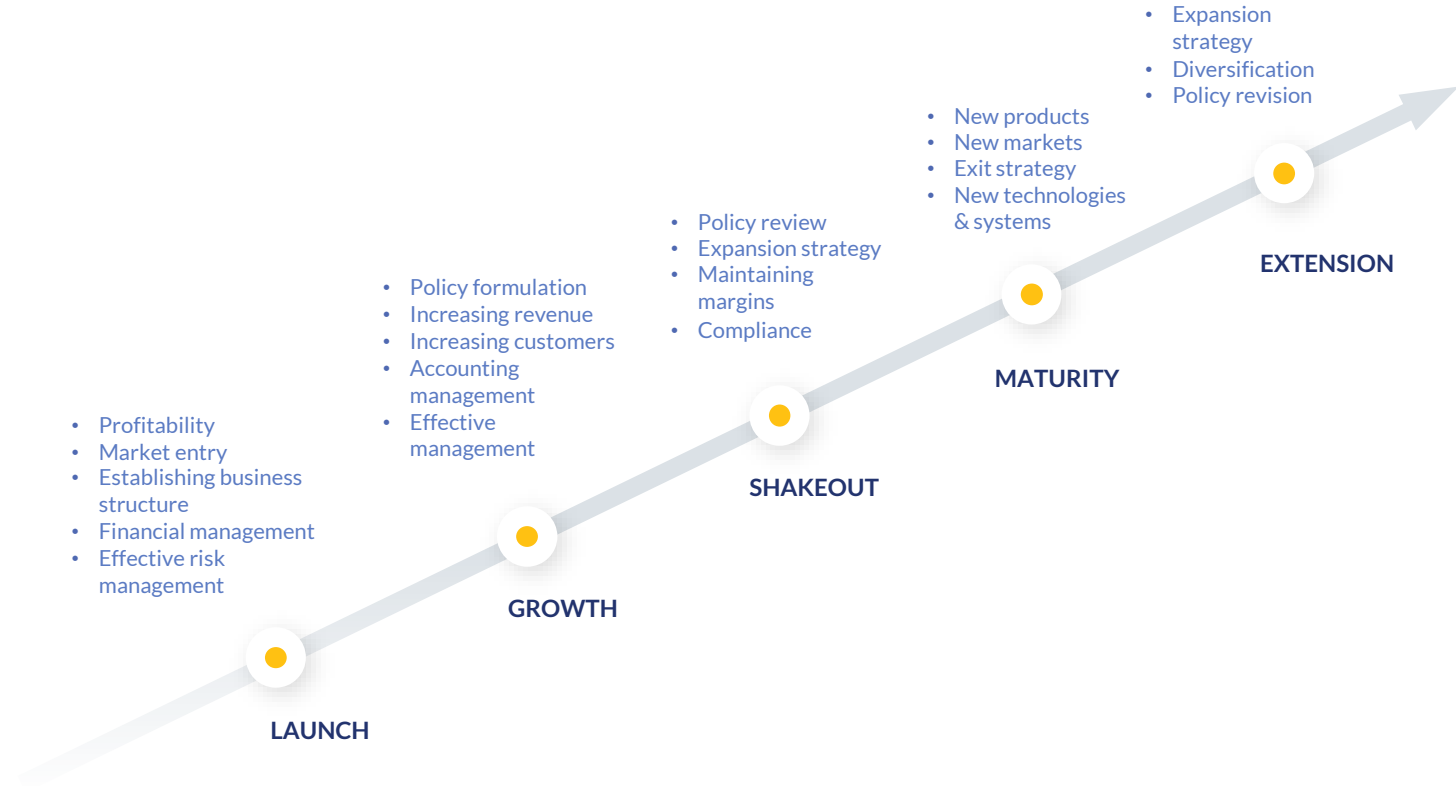 • Profitability
• Market entry
• Establishing business
structure
• Financial management
• Effective risk
management
LAUNCH
• Policy formulation
• Increasing revenue
• Increasing customers
• Accounting
management
• Effective
management
GROWTH
• Policy review
• Expansion strategy
• Maintaining
margins
• Compliance
SHAKEOUT
• New products
• New markets
• Exit strategy
• New technologies
& systems
MATURITY
• Expansion
strategy
• Diversification
• Policy revision
EXTENSION